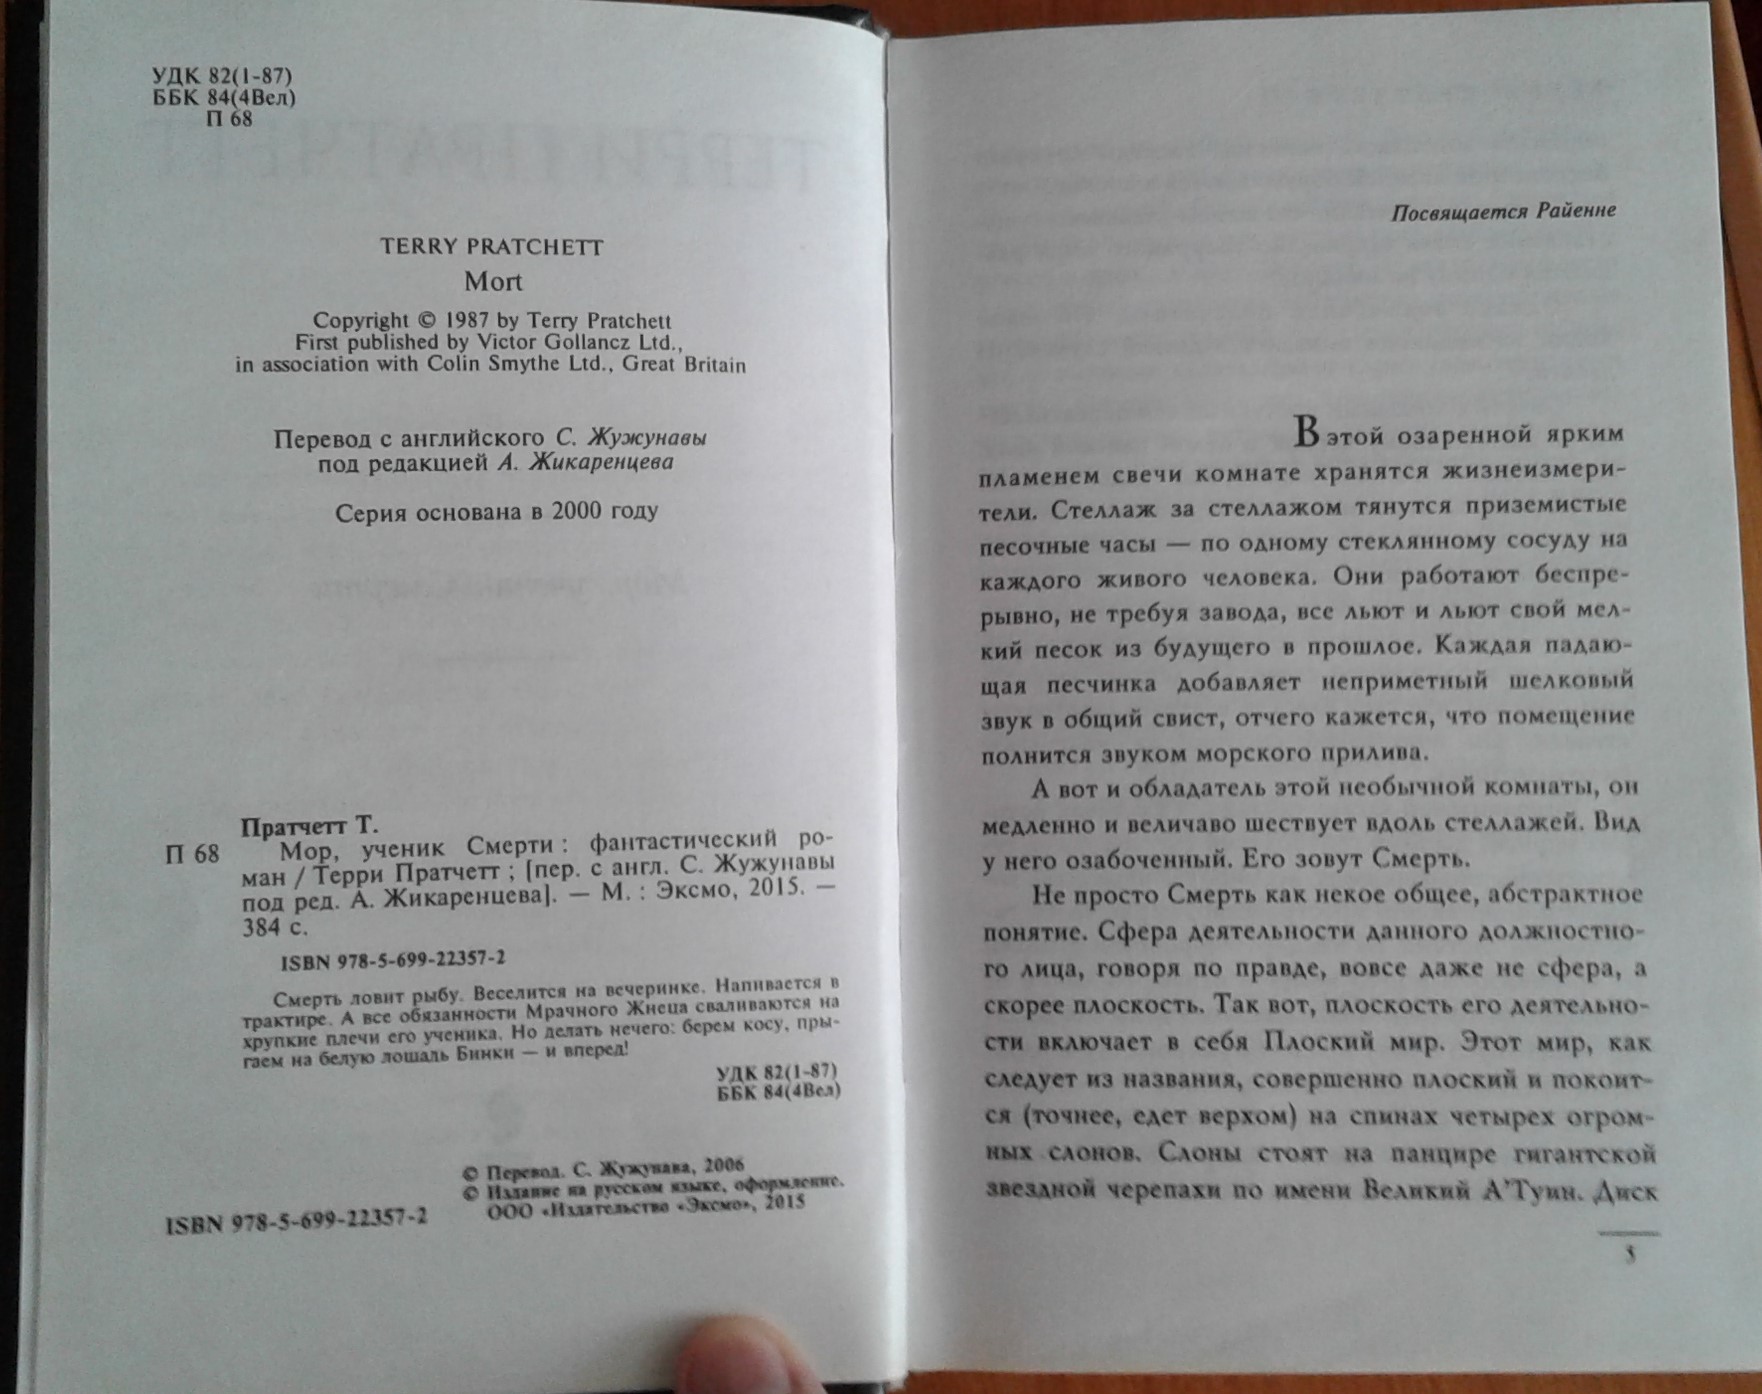 УДК 82(1-87)
ББК 84(4Вел)
П 68
TERRY PRATCHETT
Mort
Copyright © 1987 by Terry Pratchett
First published by Victor Gollancz Ltd.,
in association with Colin Smythe Ltd., Great Britain
Перевод с английского С. Жужунавы
под редакцией А. Жикаренцева
Серия основана в 2000 году
Пратчетт Т.
П 68 Мор, ученик Смерти : фантастический ро-
ман / Терри Пратчетт ; [пер. с англ. С. Жужунавы
под ред. А. Жикаренцева]. — М. : Эксмо, 2015. —
384 с.
ISBN 978-5-699-22357-2
Смерть ловит рыбу. Веселится на вечеринке. Напивается в
трактире. А все обязанности Мрачного Жнеца сваливаются на
хрупкие плечи его ученика. Но делать нечего: берем косу, пры-
гаем на белую лошадь Бинки — и вперед!
УДК 82(1-87)
ББК 84(4Вел)
© Перевод. С. Жужунава, 2006
© Издание на русском языке, оформление.
ООО «Издательство «Эксмо», 2015
ISBN 978-5-699-22357-2
Посвящается Райенне
В этой озаренной ярким
пламенем свечи комнате хранятся жизнеизмери-
тели. Стеллаж за стеллажом тянутся приземистые
песочные часы — по одному стеклянному сосуду на
каждого живого человека. Они работают беспре-
рывно, не требуя завода, все льют и льют свой мел-
кий песок из будущего в прошлое. Каждая падаю-
щая песчинка добавляет неприметный шелковый
звук в общий свист, отчего кажется, что помещение
полнится звуком морского прилива.
А вот и обладатель этой необычной комнаты, он
медленно и величаво шествует вдоль стеллажей. Вид
у него озабоченный. Его зовут Смерть.
Не просто Смерть как некое общее, абстрактное
понятие. Сфера деятельности данного должностно-
го лица, говоря по правде, вовсе даже не сфера, а
скорее плоскость. Так вот, плоскость его деятельно-
сти включает в себя Плоский мир. Этот мир, как
следует из названия, совершенно плоский и покоит-
ся (точнее, едет верхом) на спинах четырех огром-
ных слонов. Слоны стоят на панцире гигантской
звездной черепахи по имени Великий А'Туин. Диск
5